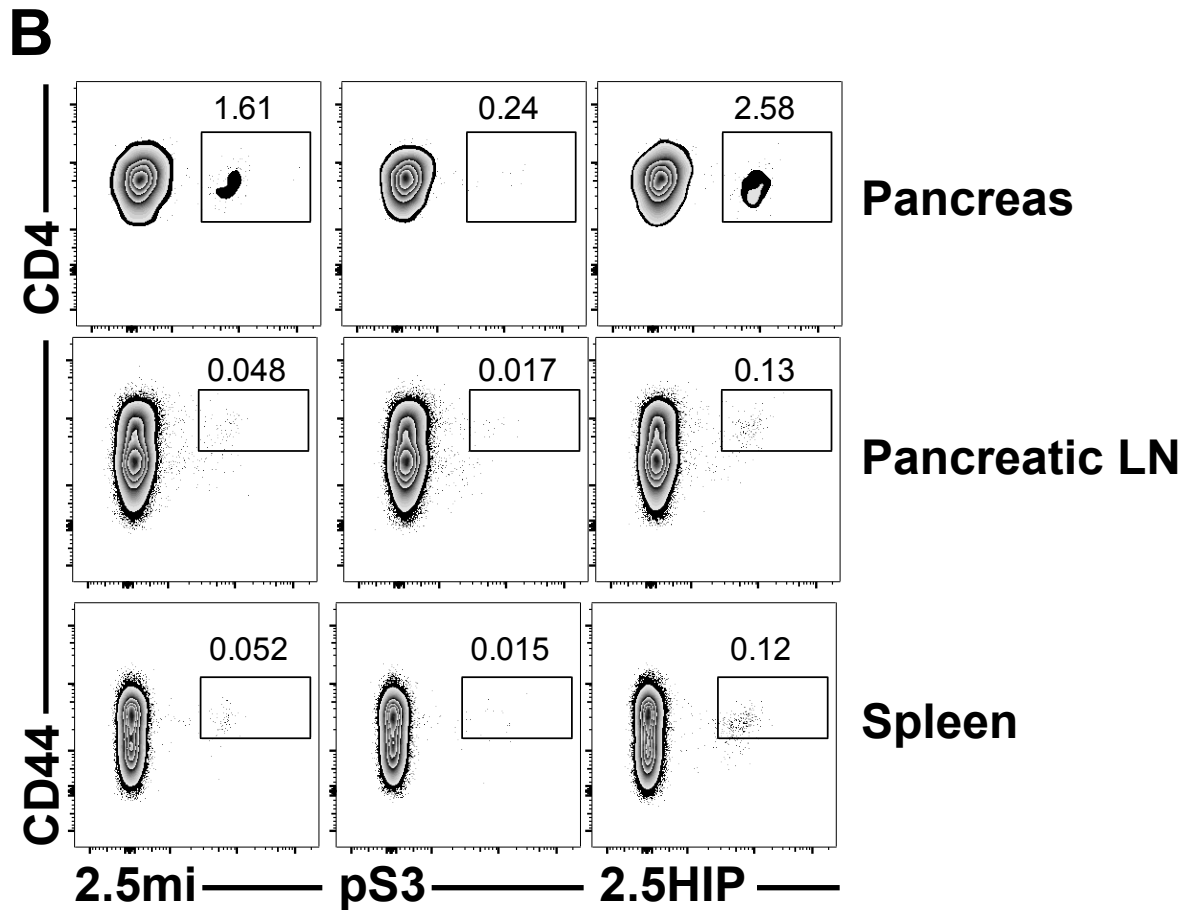 B
1.61 0.24 2.58
CD4
Pancreas
0.048 0.017 0.13
Pancreatic LN
0.052 0.015 0.12
CD44
Spleen
2.5mi pS3 2.5HIP